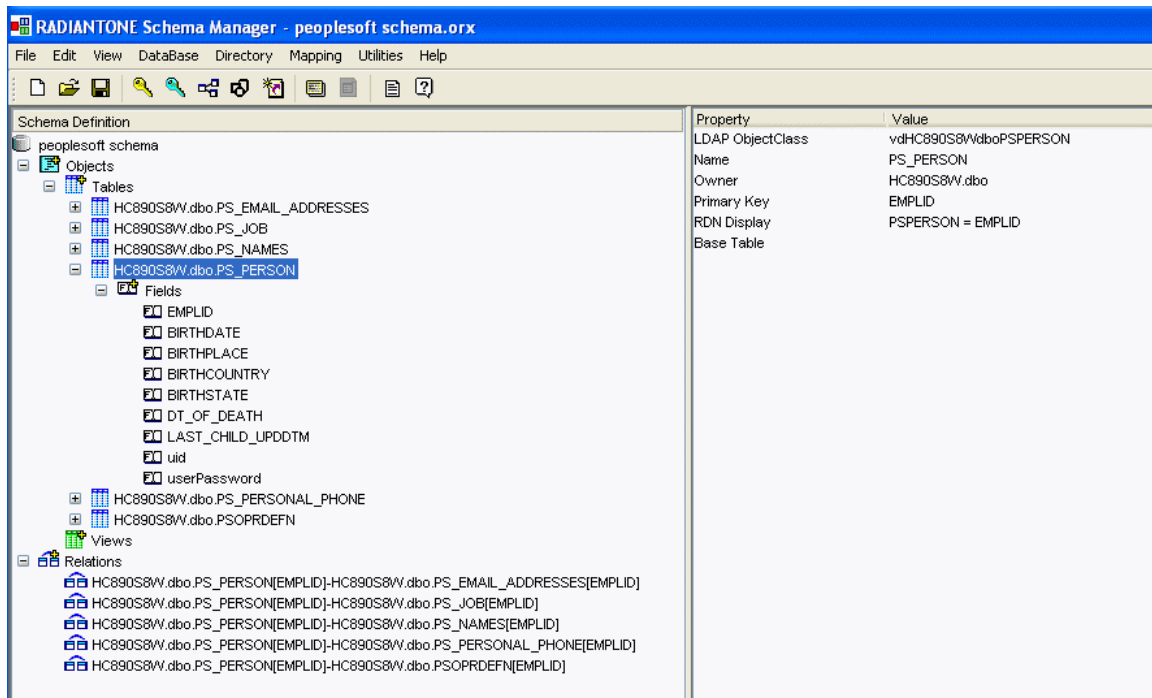 RADIANTONE Schema Manager - peoplesoft schema.orx
File Edit View DataBase Directory Mapping Utilities Help
Schema Definition
peoplesoft schema
Objects
Tables
HC890S8W.dbo.PS_EMAIL_ADDRESSES
HC890S8W.dbo.PS_JOB
HC890S8W.dbo.PS_NAMES
HC890S8W.dbo.PS_PERSON
Fields
EMPLID
BIRTHDATE
BIRTHPLACE
BIRTHCOUNTRY
BIRTHSTATE
DT_OF_DEATH
LAST_CHILD_UPDDTM
uid
userPassword
HC890S8W.dbo.PS_PERSONAL_PHONE
HC890S8W.dbo.PSOPRDEFN
Views
Relations
HC890S8W.dbo.PS_PERSON[EMPLID]-HC890S8W.dbo.PS_EMAIL_ADDRESSES[EMPLID]
HC890S8W.dbo.PS_PERSON[EMPLID]-HC890S8W.dbo.PS_JOB[EMPLID]
HC890S8W.dbo.PS_PERSON[EMPLID]-HC890S8W.dbo.PS_NAMES[EMPLID]
HC890S8W.dbo.PS_PERSON[EMPLID]-HC890S8W.dbo.PS_PERSONAL_PHONE[EMPLID]
HC890S8W.dbo.PS_PERSON[EMPLID]-HC890S8W.dbo.PSOPRDEFN[EMPLID]
Property Value
LDAP ObjectClass vdHC890S8WdboPSPERSON
Name PS_PERSON
Owner HC890S8W.dbo
Primary Key EMPLID
RDN Display PSPERSON = EMPLID
Base Table